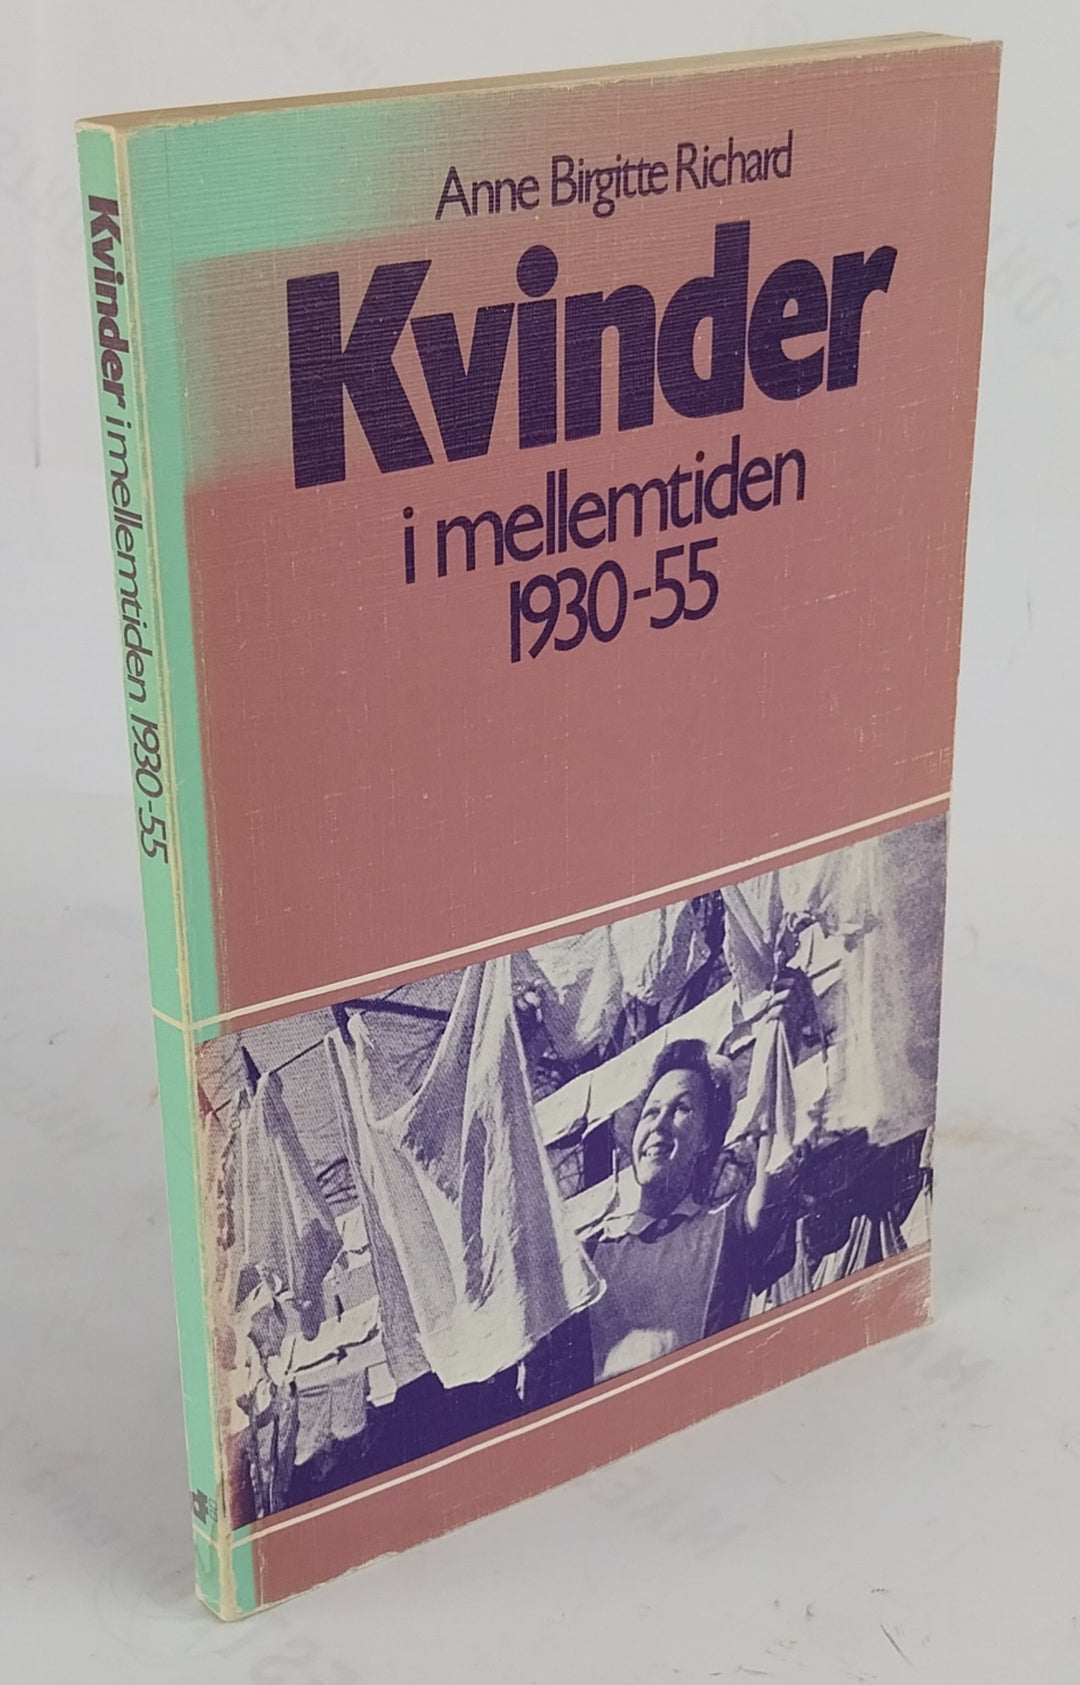 Anne Birgitte Richard
Kvinder
i mellemtiden
1930-55
Kvinder i mellemtiden 1930-55